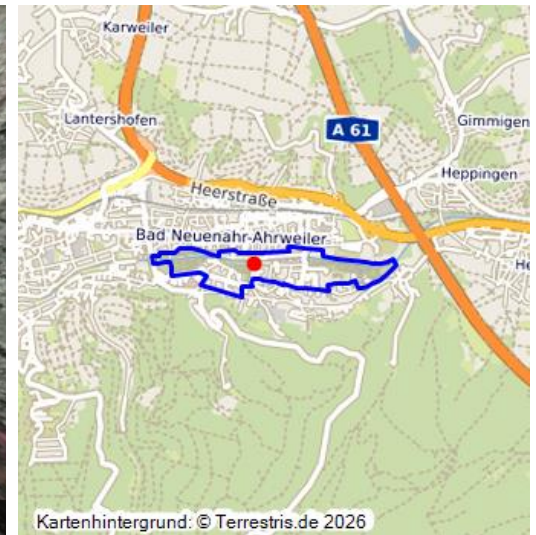 Karweiler
Lantershofen
A 61
Gimmigen
Heppingen
Heerstraße
Bad Neuenahr-Ahrweiler
He
Kartenhintergrund: © Terrestris.de 2026